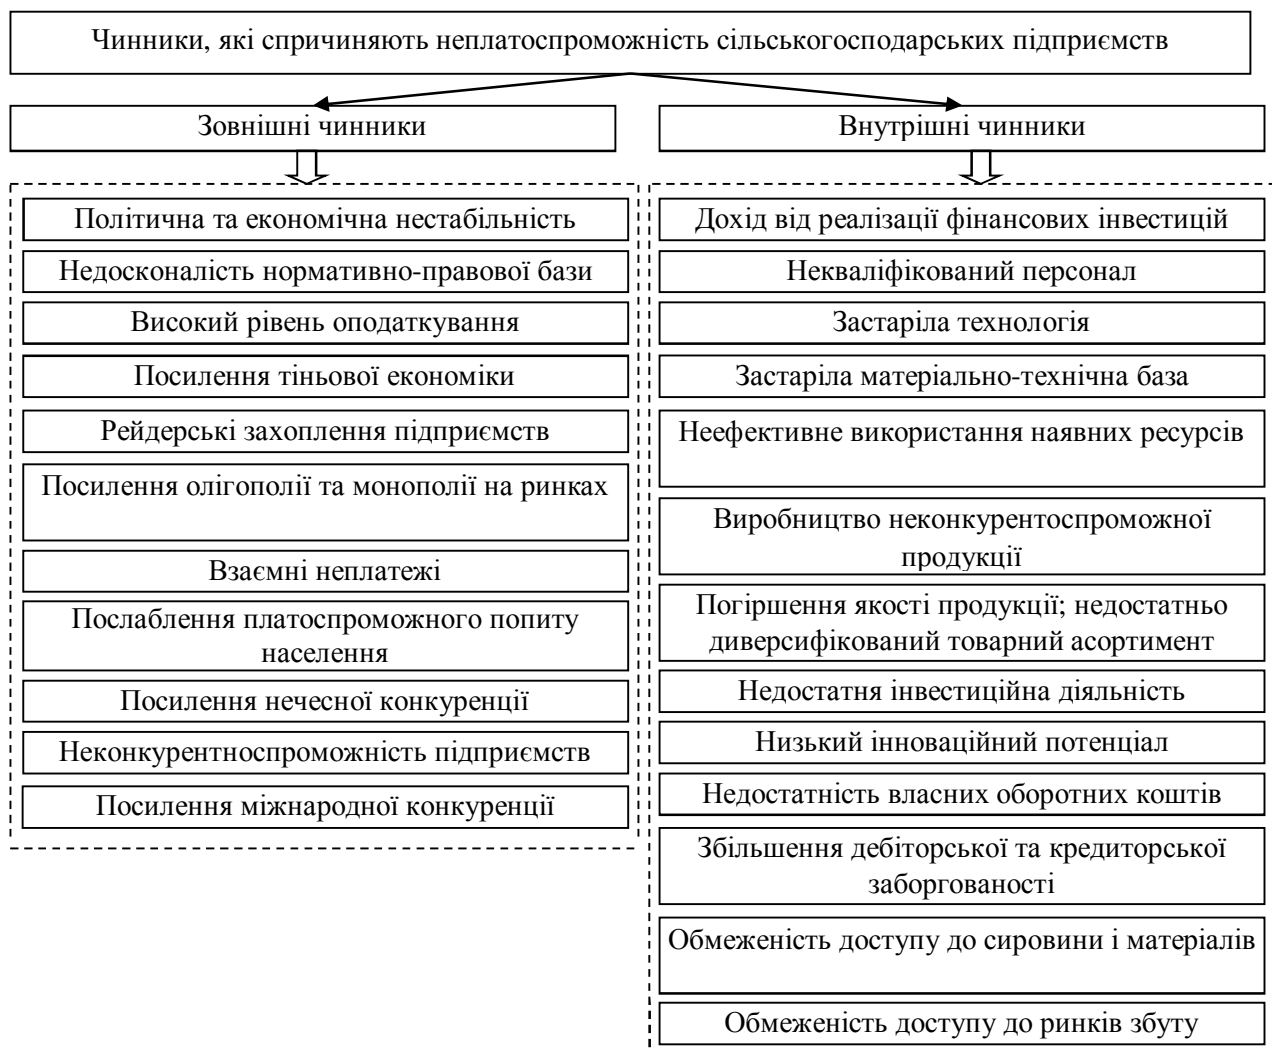 Чинники, які спричиняють неплатоспроможність сільськогосподарських підприємств
Зовнішні чинники
Політична та економічна нестабільність
Недосконалість нормативно-правової бази
Високий рівень оподаткування
Посилення тіньової економіки
Рейдерські захоплення підприємств
Посилення олігополії та монополії на ринках
Взаємні неплатежі
Послаблення платоспроможного попиту
населення
Посилення нечесної конкуренції
Неконкурентноспроможність підприємств
Посилення міжнародної конкуренції
Внутрішні чинники
Дохід від реалізації фінансових інвестицій
Некваліфікований персонал
Застаріла технологія
Застаріла матеріально-технічна база
Неефективне використання наявних ресурсів
Виробництво неконкурентоспроможної
продукції
Погіршення якості продукції; недостатньо
диверсифікований товарний асортимент
Недостатня інвестиційна діяльність
Низький інноваційний потенціал
Недостатність власних оборотних коштів
Збільшення дебіторської та кредиторської
заборгованості
Обмеженість доступу до сировини і матеріалів
Обмеженість доступу до ринків збуту